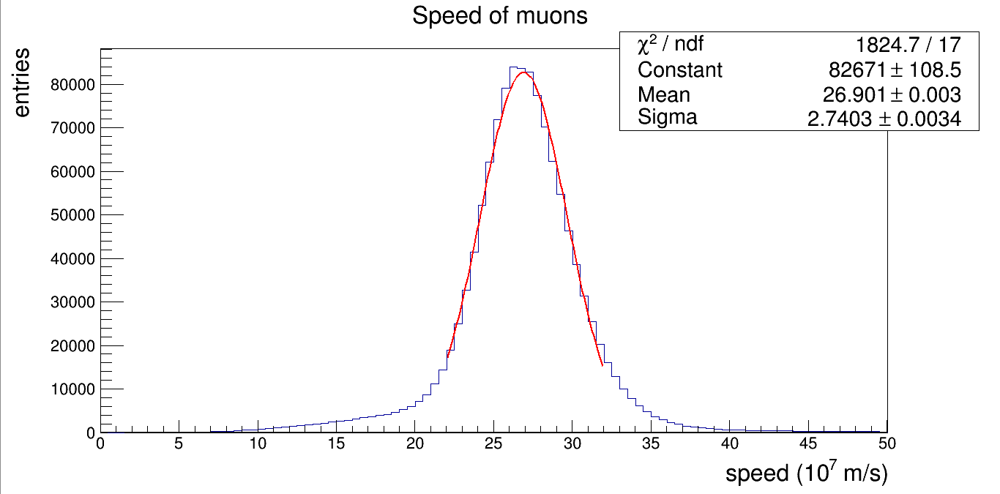 Speed of muons
χ² / ndf 1824.7 / 17
Constant 82671 ± 108.5
Mean 26.901 ± 0.003
Sigma 2.7403 ± 0.0034
entries
80000
70000
60000
50000
40000
30000
20000
10000
0
0 5 10 15 20 25 30 35 40 45 50
speed (10⁷ m/s)